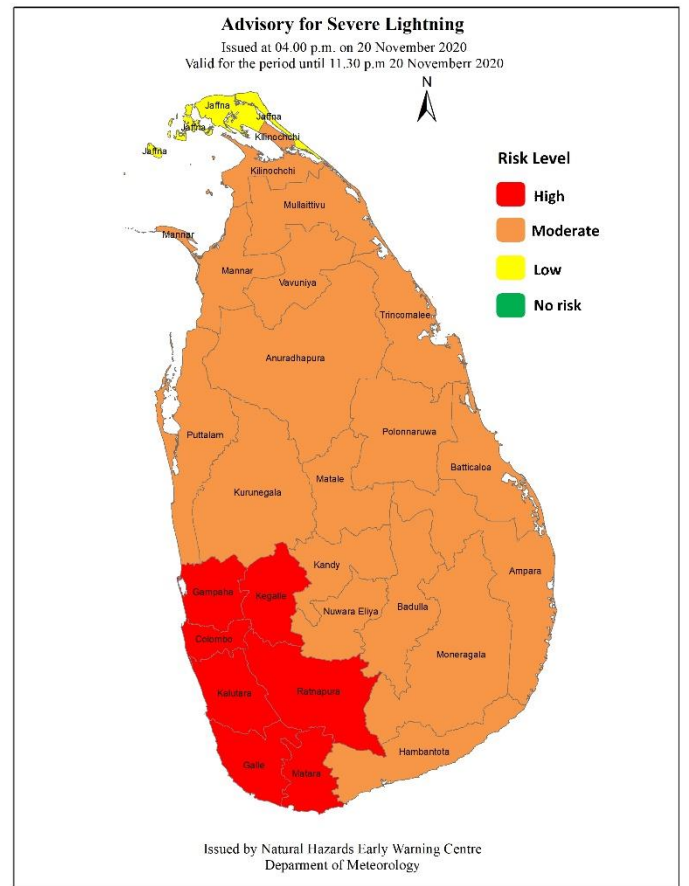 Advisory for Severe Lightning
Issued at 04.00 p.m. on 20 November 2020
Valid for the period until 11.30 p.m 20 Novemberr 2020
N
Jaffna
Jaffna
Jaffna
Jaffna
Kilinochchi
Kilinochchi
Mullaittivu
Mannar
Mannar
Vavuniya
Trincomalee
Anuradhapura
Puttalam
Polonnaruwa
Batticaloa
Matale
Kurunegala
Kandy
Ampara
Gampaha
Kegalle
Nuwara Eliya
Badulla
Colombo
Moneragala
Kalutara
Ratnapura
Hambantota
Galle
Matara
Risk Level
High
Moderate
Low
No risk
Issued by Natural Hazards Early Warning Centre
Deparment of Meteorology